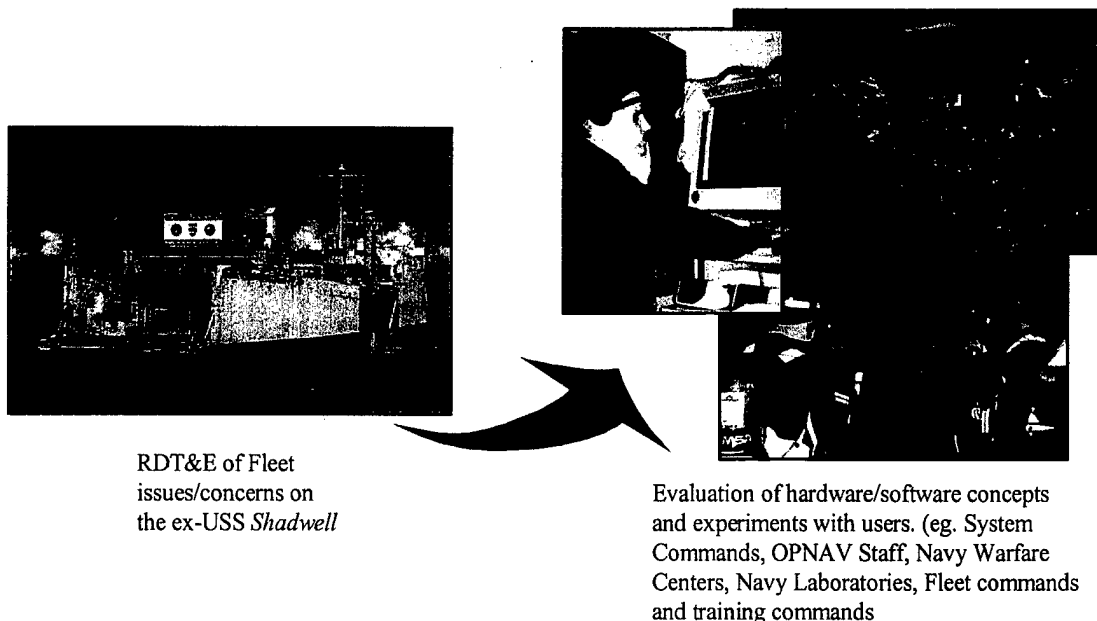 RDT&E of Fleet
issues/concerns on
the ex-USS Shadwell
MSA
Evaluation of hardware/software concepts
and experiments with users. (eg. System
Commands, OPNAV Staff, Navy Warfare
Centers, Navy Laboratories, Fleet commands
and training commands